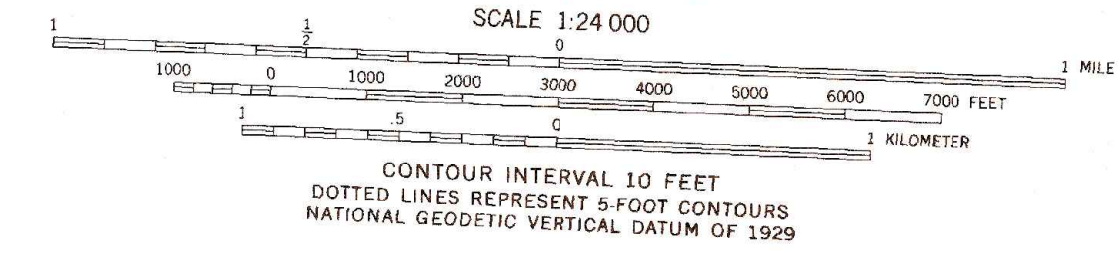 SCALE 1:24 000
1 1/2 0 1 MILE
1000 0 1000 2000 3000 4000 5000 6000 7000 FEET
1 .5 0 1 KILOMETER
CONTOUR INTERVAL 10 FEET
DOTTED LINES REPRESENT 5-FOOT CONTOURS
NATIONAL GEODETIC VERTICAL DATUM OF 1929